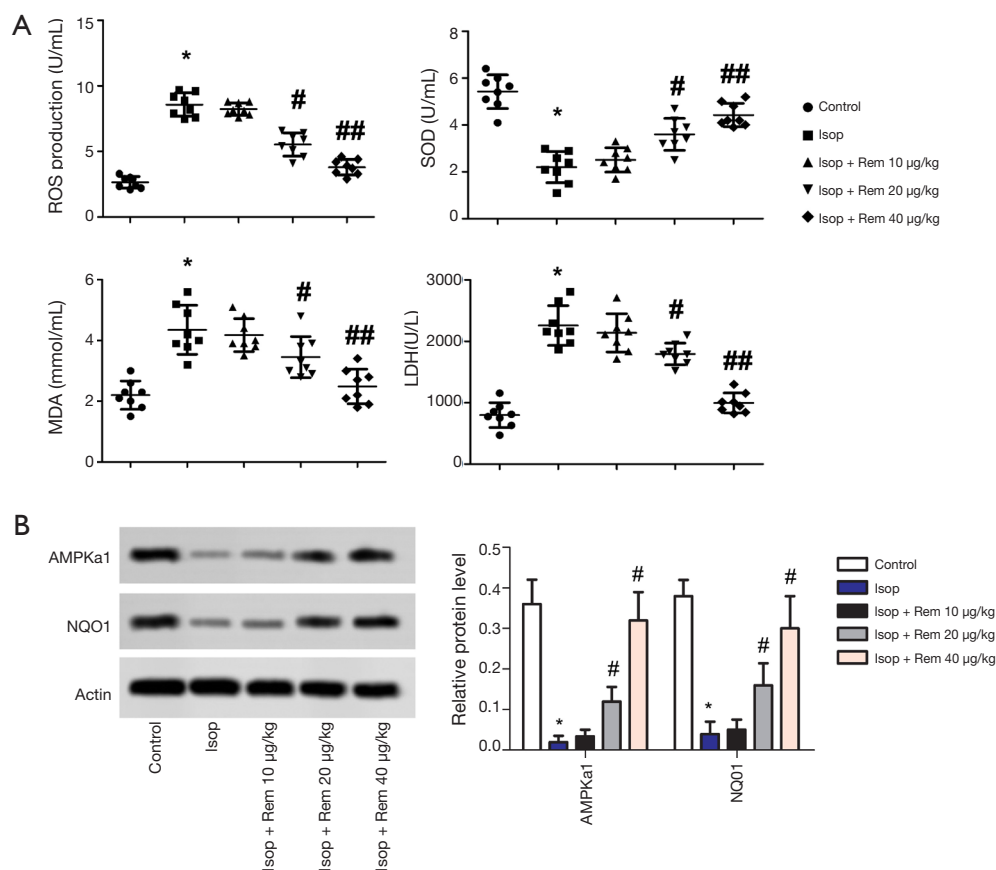 A
ROS production (U/mL)
15
10
5
0
*
#
##
SOD (U/mL)
8
6
4
2
0
*
#
##
Control
Isop
Isop + Rem 10 µg/kg
Isop + Rem 20 µg/kg
Isop + Rem 40 µg/kg
MDA (mmol/mL)
6
4
2
0
*
#
##
LDH(U/L)
3000
2000
1000
0
*
#
##
B
AMPKa1
NQO1
Actin
Control
Isop
Isop + Rem 10 µg/kg
Isop + Rem 20 µg/kg
Isop + Rem 40 µg/kg
Relative protein level
0.5
0.4
0.3
0.2
0.1
0.0
*
#
#
*
#
#
AMPKa1
NQ01
Control
Isop
Isop + Rem 10 µg/kg
Isop + Rem 20 µg/kg
Isop + Rem 40 µg/kg